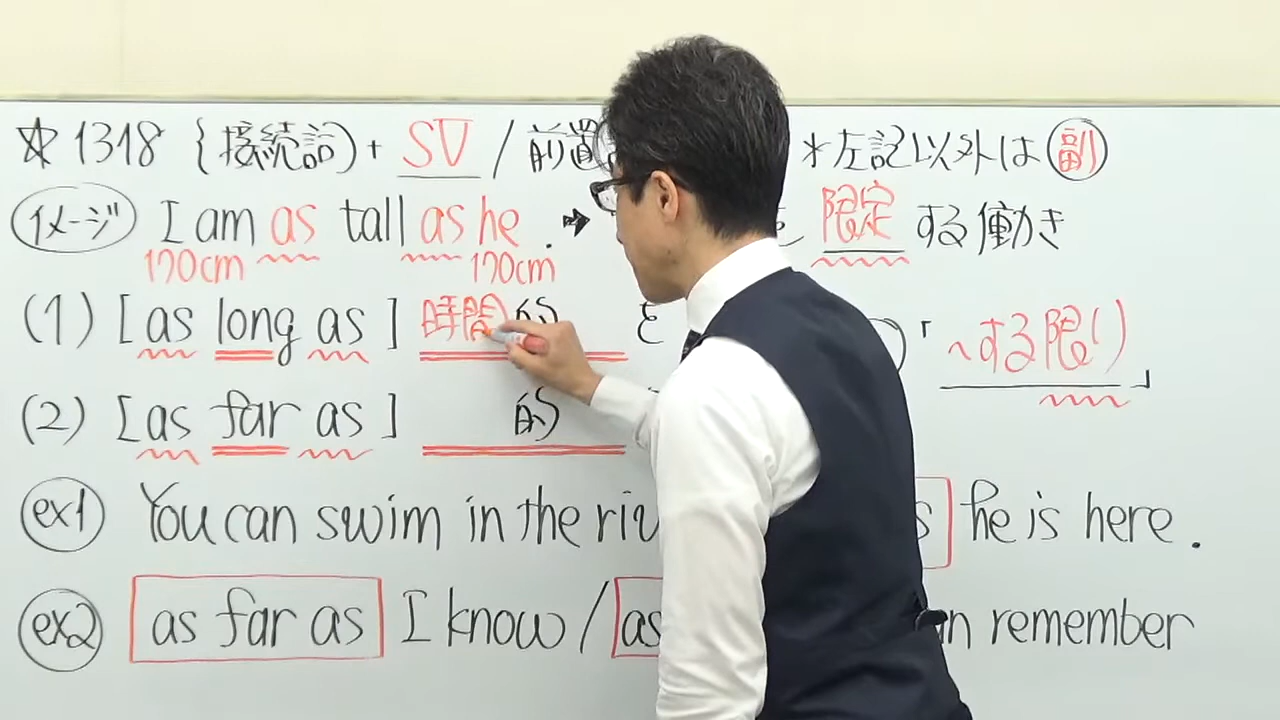 ☆ 1318 {接続詞) + SV / 前置 *左記以外は 副
イメージ I am as tall as he . → を 限定 する働き
170cm 170cm
(1) [as long as] 時間的 を 「~する限り」
(2) [as far as] 的
ex1 You can swim in the riv s he is here.
ex2 as far as I know / as an remember